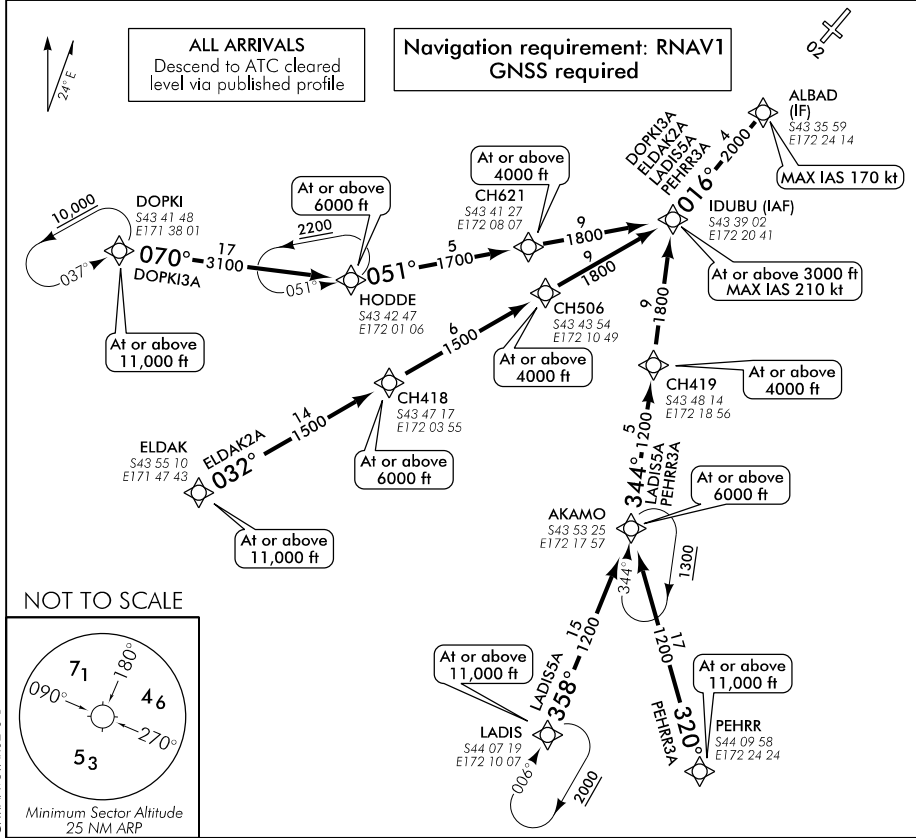 ALL ARRIVALS
Descend to ATC cleared
level via published profile
Navigation requirement: RNAV1
GNSS required
24° E
02
ALBAD
(IF)
S43 35 59
E172 24 14
MAX IAS 170 kt
4
2000
016°
DOPKI3A
ELDAK2A
LADIS5A
PEHRR3A
IDUBU (IAF)
S43 39 02
E172 20 41
At or above 3000 ft
MAX IAS 210 kt
DOPKI
S43 41 48
E171 38 01
10,000
037°
070°
DOPKI3A
17
3100
At or above
11,000 ft
At or above
6000 ft
2200
051°
HODDE
S43 42 47
E172 01 06
051°
5
1700
At or above
4000 ft
CH621
S43 41 27
E172 08 07
9
1800
9
1800
CH506
S43 43 54
E172 10 49
At or above
4000 ft
6
1500
CH418
S43 47 17
E172 03 55
At or above
6000 ft
14
1500
ELDAK2A
032°
ELDAK
S43 55 10
E171 47 43
At or above
11,000 ft
9
1800
CH419
S43 48 14
E172 18 56
At or above
4000 ft
5
1200
344°
LADIS5A
PEHRR3A
At or above
6000 ft
AKAMO
S43 53 25
E172 17 57
344°
1300
15
1200
LADIS5A
358°
At or above
11,000 ft
LADIS
S44 07 19
E172 10 07
006°
2000
17
1200
320°
PEHRR3A
At or above
11,000 ft
PEHRR
S44 09 58
E172 24 24
NOT TO SCALE
71
180°
090°
46
270°
53
Minimum Sector Altitude
25 NM ARP